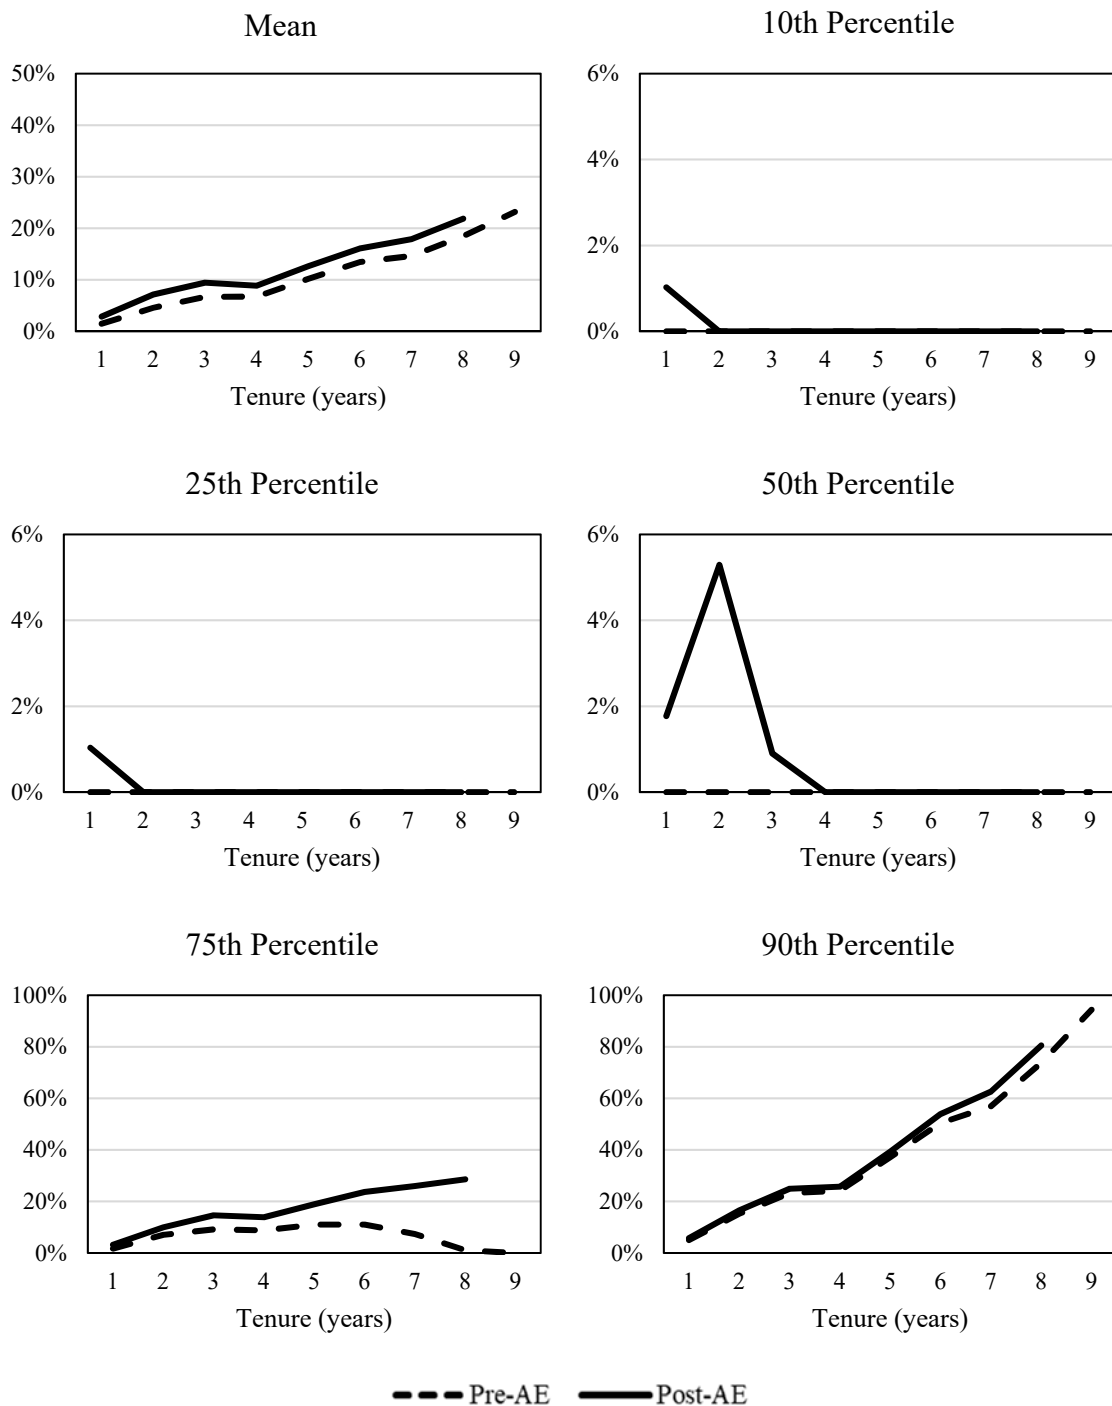 Mean
50%
40%
30%
20%
10%
0%
1 2 3 4 5 6 7 8 9
Tenure (years)
10th Percentile
6%
4%
2%
0%
1 2 3 4 5 6 7 8 9
Tenure (years)
25th Percentile
6%
4%
2%
0%
1 2 3 4 5 6 7 8 9
Tenure (years)
50th Percentile
6%
4%
2%
0%
1 2 3 4 5 6 7 8 9
Tenure (years)
75th Percentile
100%
80%
60%
40%
20%
0%
1 2 3 4 5 6 7 8 9
Tenure (years)
90th Percentile
100%
80%
60%
40%
20%
0%
1 2 3 4 5 6 7 8 9
Tenure (years)
Pre-AE Post-AE